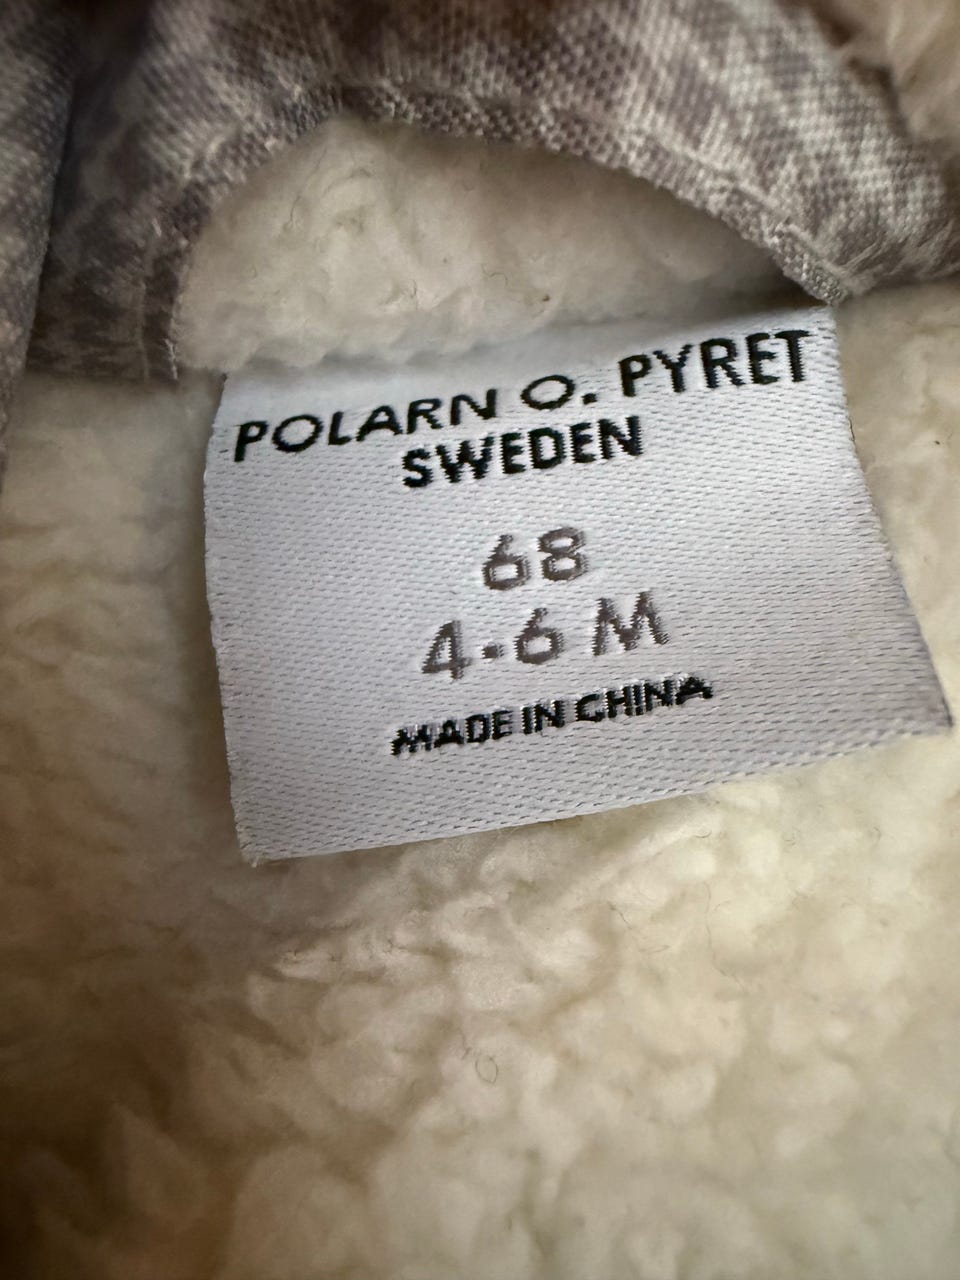 POLARN O. PYRET
SWEDEN
68
4-6 M
MADE IN CHINA